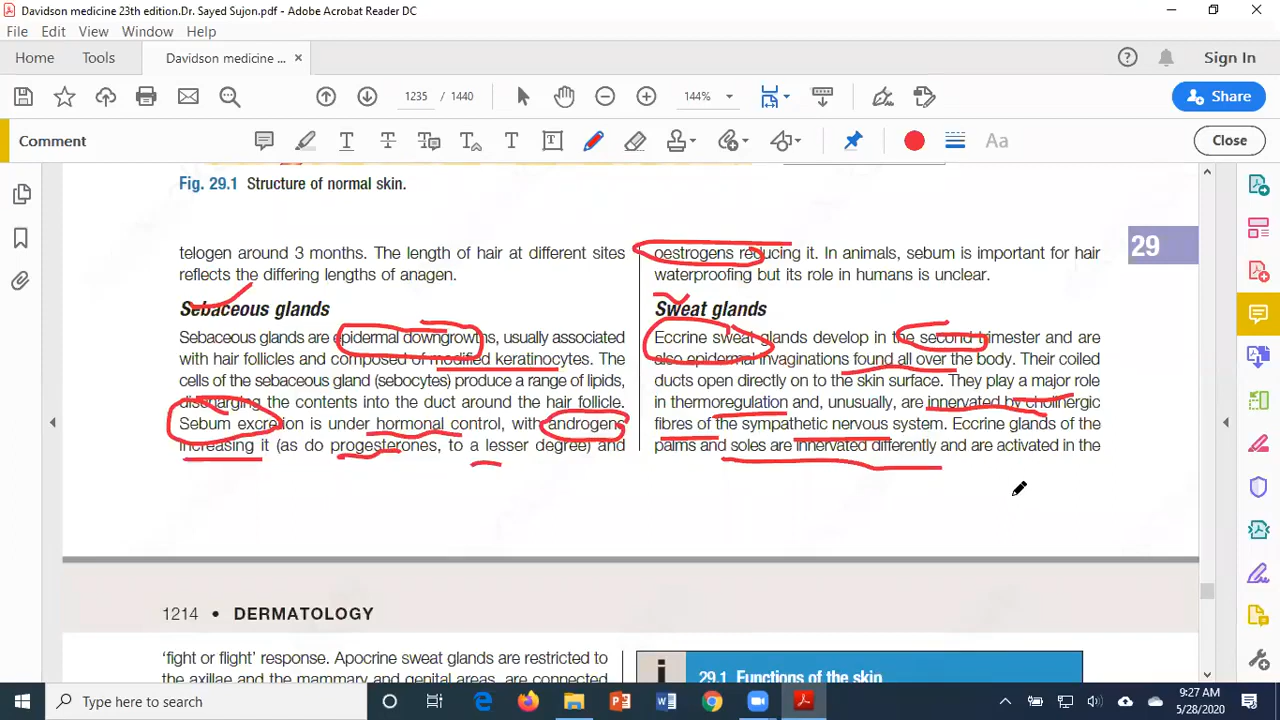 Davidson medicine 23th edition.Dr. Sayed Sujon.pdf - Adobe Acrobat Reader DC
File Edit View Window Help
Home Tools Davidson medicine ... × Sign In
1235 / 1440 144% Share
Comment Close
Fig. 29.1 Structure of normal skin.
telogen around 3 months. The length of hair at different sites
reflects the differing lengths of anagen.
Sebaceous glands
Sebaceous glands are epidermal downgrowths, usually associated
with hair follicles and composed of modified keratinocytes. The
cells of the sebaceous gland (sebocytes) produce a range of lipids,
discharging the contents into the duct around the hair follicle.
Sebum excretion is under hormonal control, with androgens
increasing it (as do progesterones, to a lesser degree) and
oestrogens reducing it. In animals, sebum is important for hair
waterproofing but its role in humans is unclear.
Sweat glands
Eccrine sweat glands develop in the second trimester and are
also epidermal invaginations found all over the body. Their coiled
ducts open directly on to the skin surface. They play a major role
in thermoregulation and, unusually, are innervated by cholinergic
fibres of the sympathetic nervous system. Eccrine glands of the
palms and soles are innervated differently and are activated in the
29
1214 • DERMATOLOGY
'fight or flight' response. Apocrine sweat glands are restricted to
the axillae and the mammary and genital areas, are connected
i 29.1 Functions of the skin
Type here to search
9:27 AM
5/28/2020